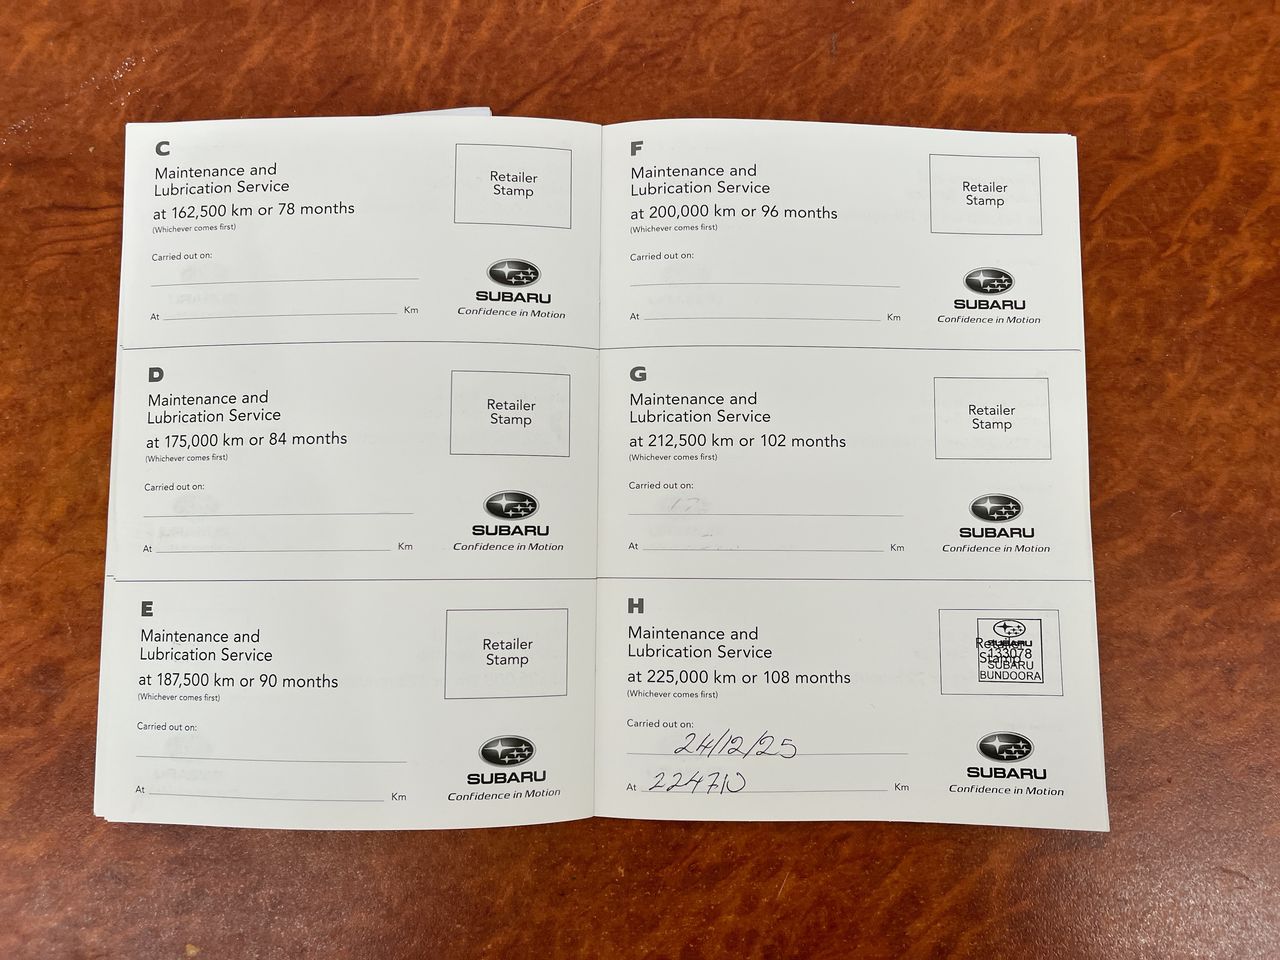 C
Maintenance and
Lubrication Service
at 162,500 km or 78 months
(Whichever comes first)
Carried out on:
At Km
Retailer
Stamp
SUBARU
Confidence in Motion
D
Maintenance and
Lubrication Service
at 175,000 km or 84 months
(Whichever comes first)
Carried out on:
At Km
Retailer
Stamp
SUBARU
Confidence in Motion
E
Maintenance and
Lubrication Service
at 187,500 km or 90 months
(Whichever comes first)
Carried out on:
At Km
Retailer
Stamp
SUBARU
Confidence in Motion
F
Maintenance and
Lubrication Service
at 200,000 km or 96 months
(Whichever comes first)
Carried out on:
At Km
Retailer
Stamp
SUBARU
Confidence in Motion
G
Maintenance and
Lubrication Service
at 212,500 km or 102 months
(Whichever comes first)
Carried out on:
At Km
Retailer
Stamp
SUBARU
Confidence in Motion
H
Maintenance and
Lubrication Service
at 225,000 km or 108 months
(Whichever comes first)
Carried out on:
24/12/25
At 224710 Km
Retailer
Stamp
SUBARU
133078
SUBARU
BUNDOORA
SUBARU
Confidence in Motion